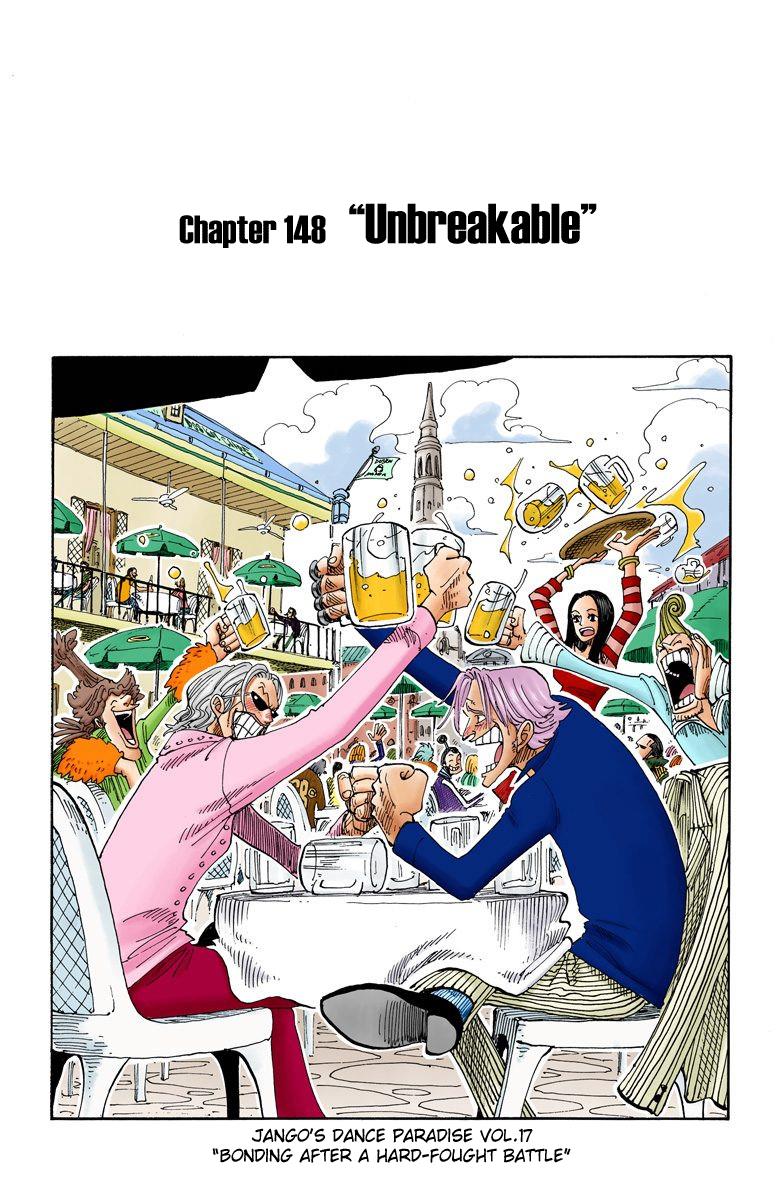 Chapter 148 “Unbreakable”
JANGO'S DANCE PARADISE VOL.17
"BONDING AFTER A HARD-FOUGHT BATTLE"